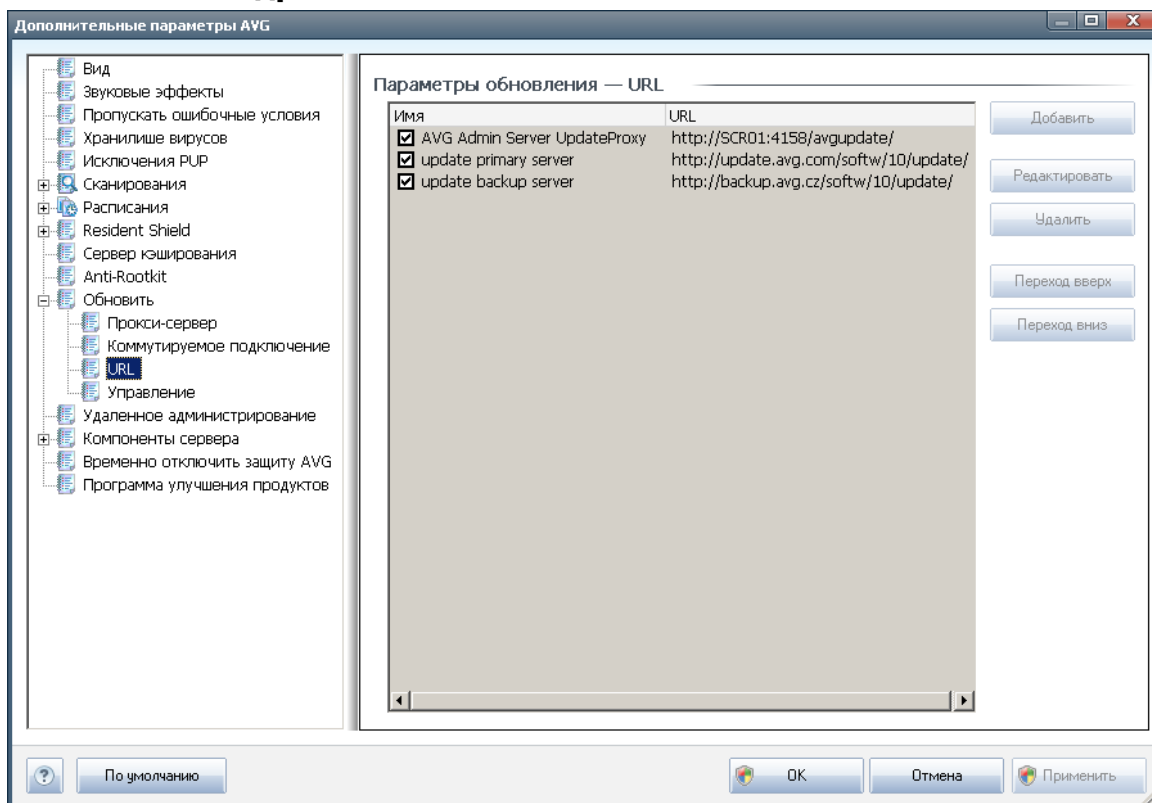 Дополнительные параметры AVG
Вид
Звуковые эффекты
Пропускать ошибочные условия
Хранилище вирусов
Исключения PUP
Сканирования
Расписания
Resident Shield
Сервер кэширования
Anti-Rootkit
Обновить
Прокси-сервер
Коммутируемое подключение
URL
Управление
Удаленное администрирование
Компоненты сервера
Временно отключить защиту AVG
Программа улучшения продуктов
Параметры обновления — URL
Имя URL
AVG Admin Server UpdateProxy http://SCR01:4158/avgupdate/
update primary server http://update.avg.com/softw/10/update/
update backup server http://backup.avg.cz/softw/10/update/
Добавить
Редактировать
Удалить
Переход вверх
Переход вниз
? По умолчанию OK Отмена Применить